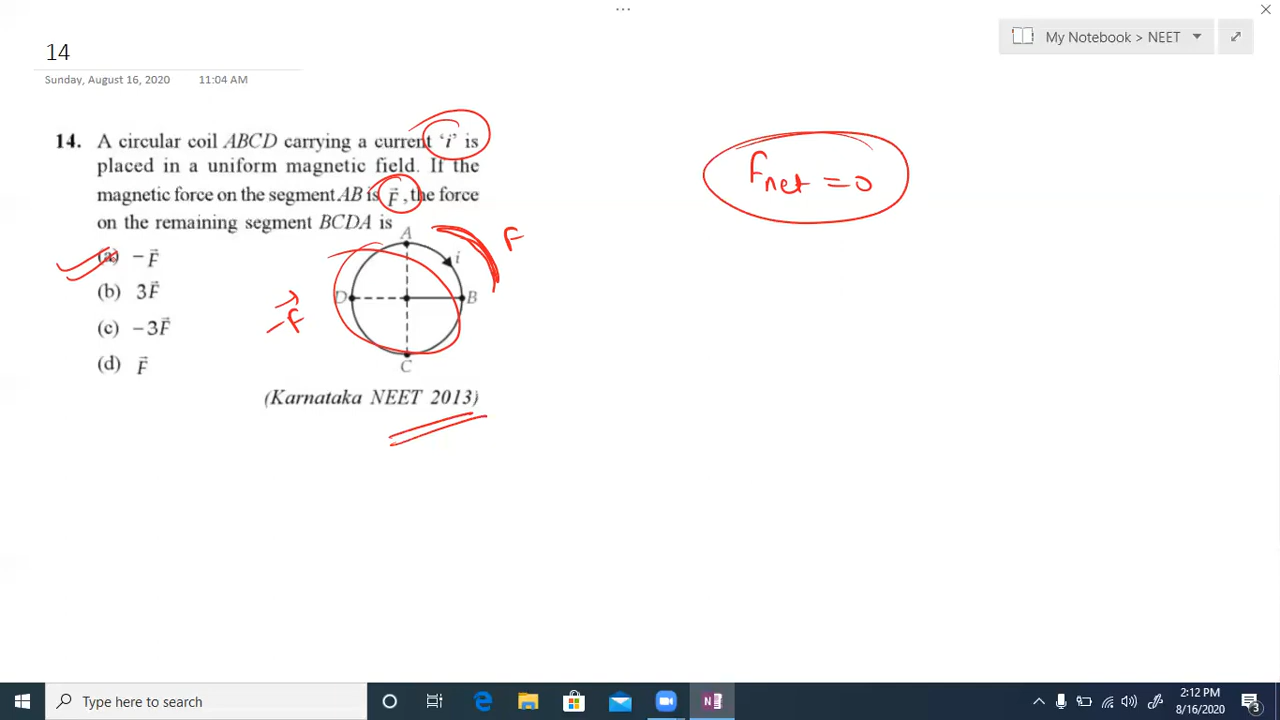 ...
My Notebook > NEET
14
Sunday, August 16, 2020 11:04 AM
14. A circular coil ABCD carrying a current ‘i’ is
placed in a uniform magnetic field. If the
magnetic force on the segment AB is F⃗, the force
on the remaining segment BCDA is
(a) −F⃗
(b) 3F⃗
(c) −3F⃗
(d) F⃗
A
i
D
B
C
(Karnataka NEET 2013)
F
−F⃗
Fnet = 0
Type here to search
N
2:12 PM
8/16/2020
3